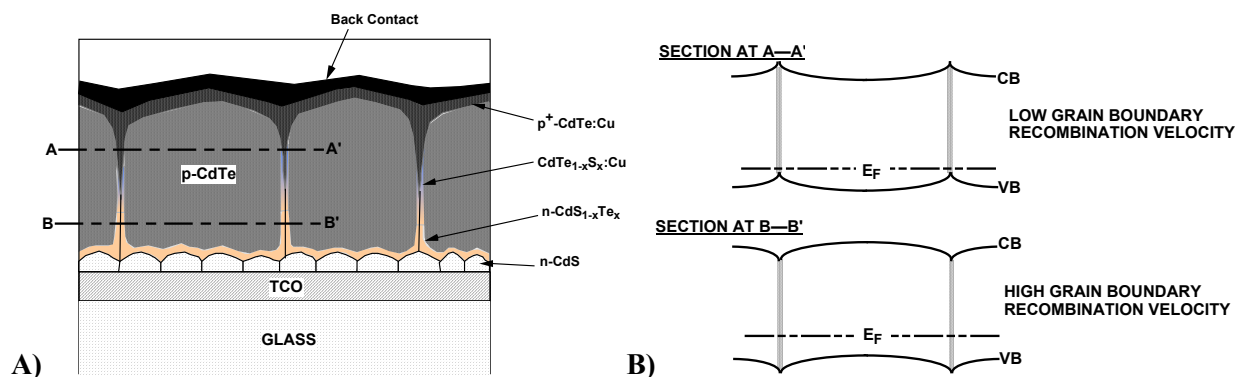 Back Contact
p+-CdTe:Cu
A
A'
p-CdTe
CdTe1-xSx:Cu
B
B'
n-CdS1-xTex
n-CdS
TCO
GLASS
A)
SECTION AT A—A'
CB
LOW GRAIN BOUNDARY
RECOMBINATION VELOCITY
EF
VB
SECTION AT B—B'
CB
HIGH GRAIN BOUNDARY
RECOMBINATION VELOCITY
EF
VB
B)